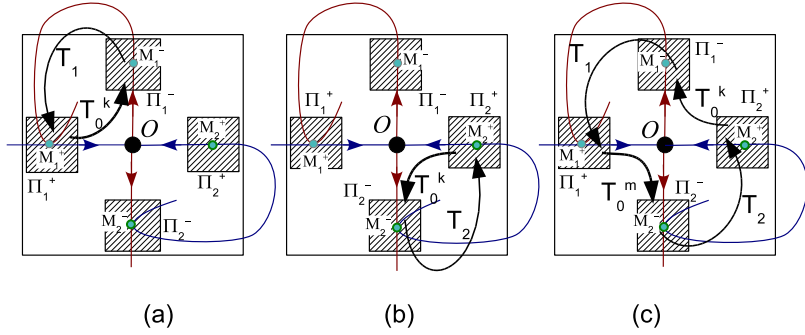 M₁⁻
T₁
T₀ᵏ
Π₁⁻
O
M₁⁺
Π₁⁺
M₂⁺
Π₂⁺
M₂⁻
Π₂⁻
(a)
M₁⁻
Π₁⁻
Π₁⁺
Π₂⁺
O
M₁⁺
M₂⁺
Π₂⁻
T₀ᵏ
M₂⁻
T₂
(b)
M₁⁻
Π₁⁻
T₁
T₀ᵏ
Π₂⁺
O
M₁⁺
M₂⁺
Π₁⁺
T₀ᵐ
Π₂⁻
M₂⁻
T₂
(c)